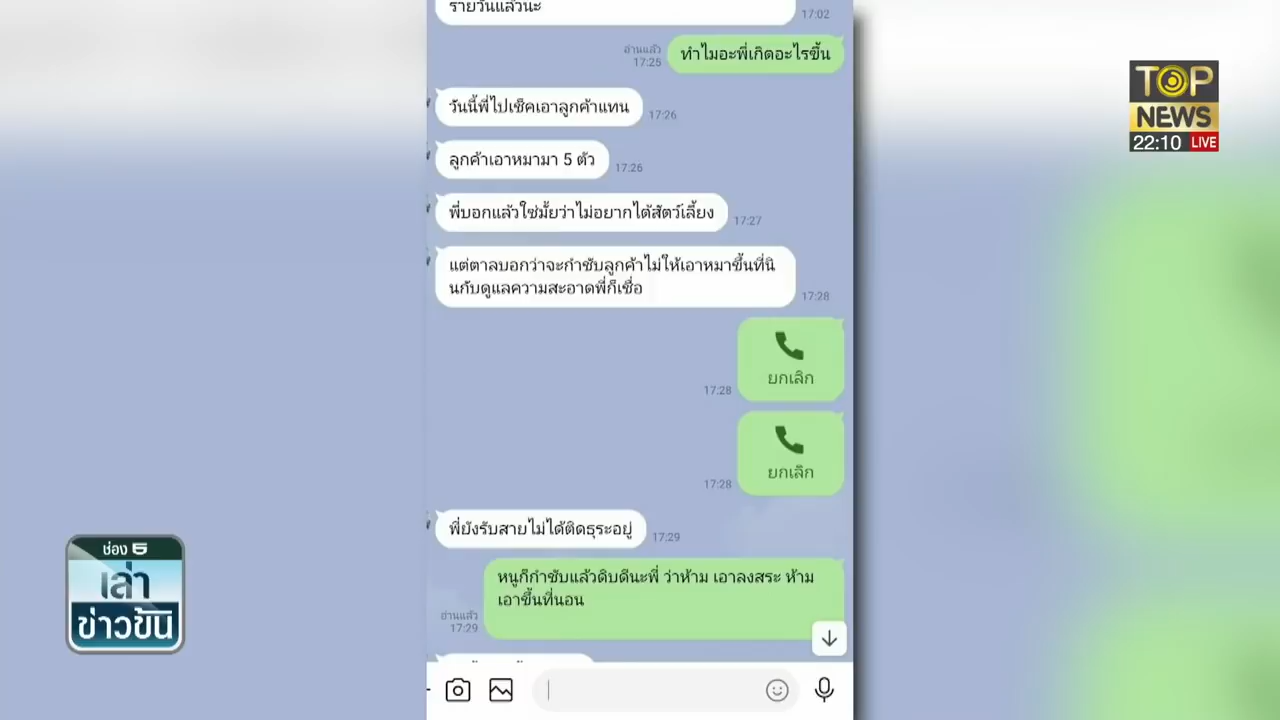 รายวันแล้วนะ
17:02
อ่านแล้ว
17:25
ทำไมอะพี่เกิดอะไรขึ้น
วันนี้พี่ไปเช็คเอาลูกค้าแทน
17:26
ลูกค้าเอาหมามา 5 ตัว
17:26
พี่บอกแล้วใช่มั้ยว่าไม่อยากได้สัตว์เลี้ยง
17:27
แต่ตาลบอกว่าจะกำชับลูกค้าไม่ให้เอาหมาขึ้นที่นิ
นกับดูแลความสะอาดพี่ก็เชื่อ
17:28
ยกเลิก
17:28
ยกเลิก
17:28
พี่ยังรับสายไม่ได้ติดธุระอยู่
17:29
หนูก็กำชับแล้วดิบดีนะพี่ ว่าห้าม เอาลงสระ ห้าม
เอาขึ้นที่นอน
อ่านแล้ว
17:29
TOP
NEWS
22:10 LIVE
ช่อง 5
เล่า
ข่าวข้น